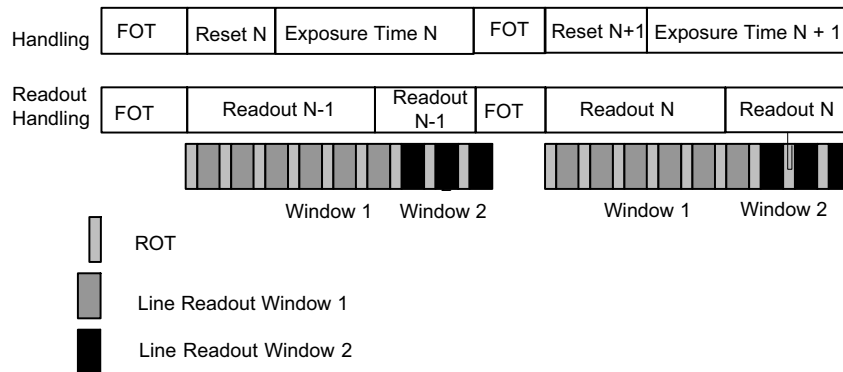 Handling FOT Reset N Exposure Time N FOT Reset N+1 Exposure Time N + 1
Readout
Handling FOT Readout N-1 Readout
N-1 FOT Readout N Readout N
Window 1 Window 2 Window 1 Window 2
ROT
Line Readout Window 1
Line Readout Window 2